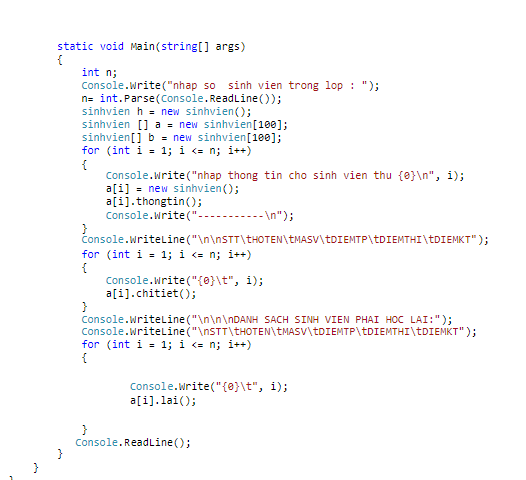 static void Main(string[] args)
{
int n;
Console.Write("nhap so  sinh vien trong lop : ");
n= int.Parse(Console.ReadLine());
sinhvien h = new sinhvien();
sinhvien [] a = new sinhvien[100];
sinhvien[] b = new sinhvien[100];
for (int i = 1; i <= n; i++)
{
Console.Write("nhap thong tin cho sinh vien thu {0}\n", i);
a[i] = new sinhvien();
a[i].thongtin();
Console.Write("-----------\n");
}
Console.WriteLine("\n\nSTT\tHOTEN\tMASV\tDIEMTP\tDIEMTHI\tDIEMKT");
for (int i = 1; i <= n; i++)
{
Console.Write("{0}\t", i);
a[i].chitiet();
}
Console.WriteLine("\n\n\nDANH SACH SINH VIEN PHAI HOC LAI:");
Console.WriteLine("\nSTT\tHOTEN\tMASV\tDIEMTP\tDIEMTHI\tDIEMKT");
for (int i = 1; i <= n; i++)
{
Console.Write("{0}\t", i);
a[i].lai();
}
Console.ReadLine();
}
}
}